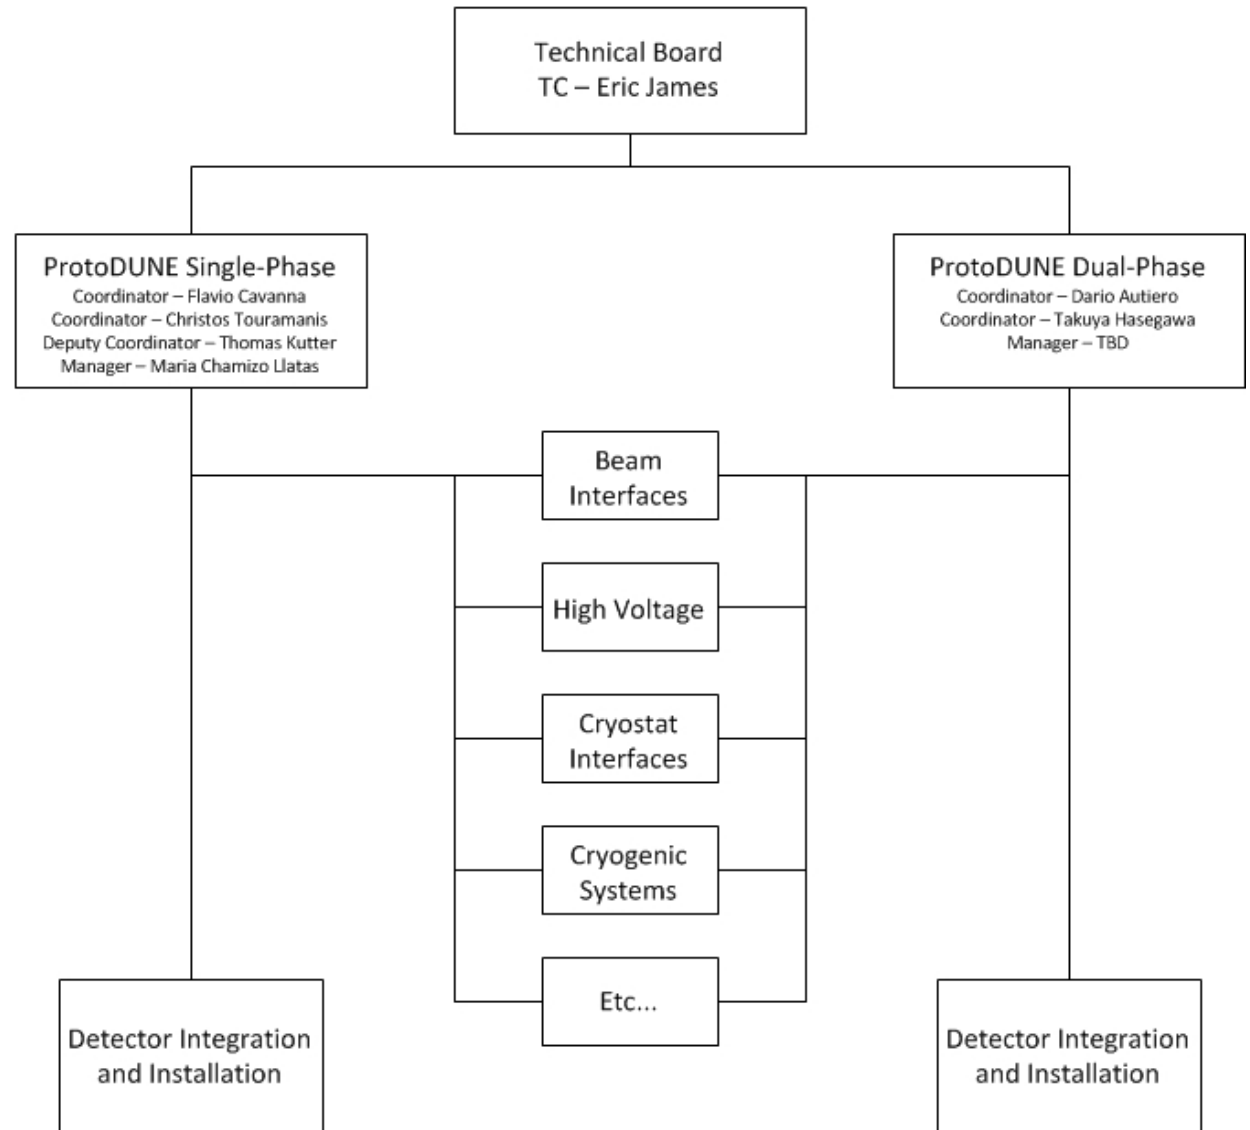 Technical Board
TC – Eric James
ProtoDUNE Single-Phase
Coordinator – Flavio Cavanna
Coordinator – Christos Touramanis
Deputy Coordinator – Thomas Kutter
Manager – Maria Chamizo Llatas
ProtoDUNE Dual-Phase
Coordinator – Dario Autiero
Coordinator – Takuya Hasegawa
Manager – TBD
Beam
Interfaces
High Voltage
Cryostat
Interfaces
Cryogenic
Systems
Etc...
Detector Integration
and Installation
Detector Integration
and Installation